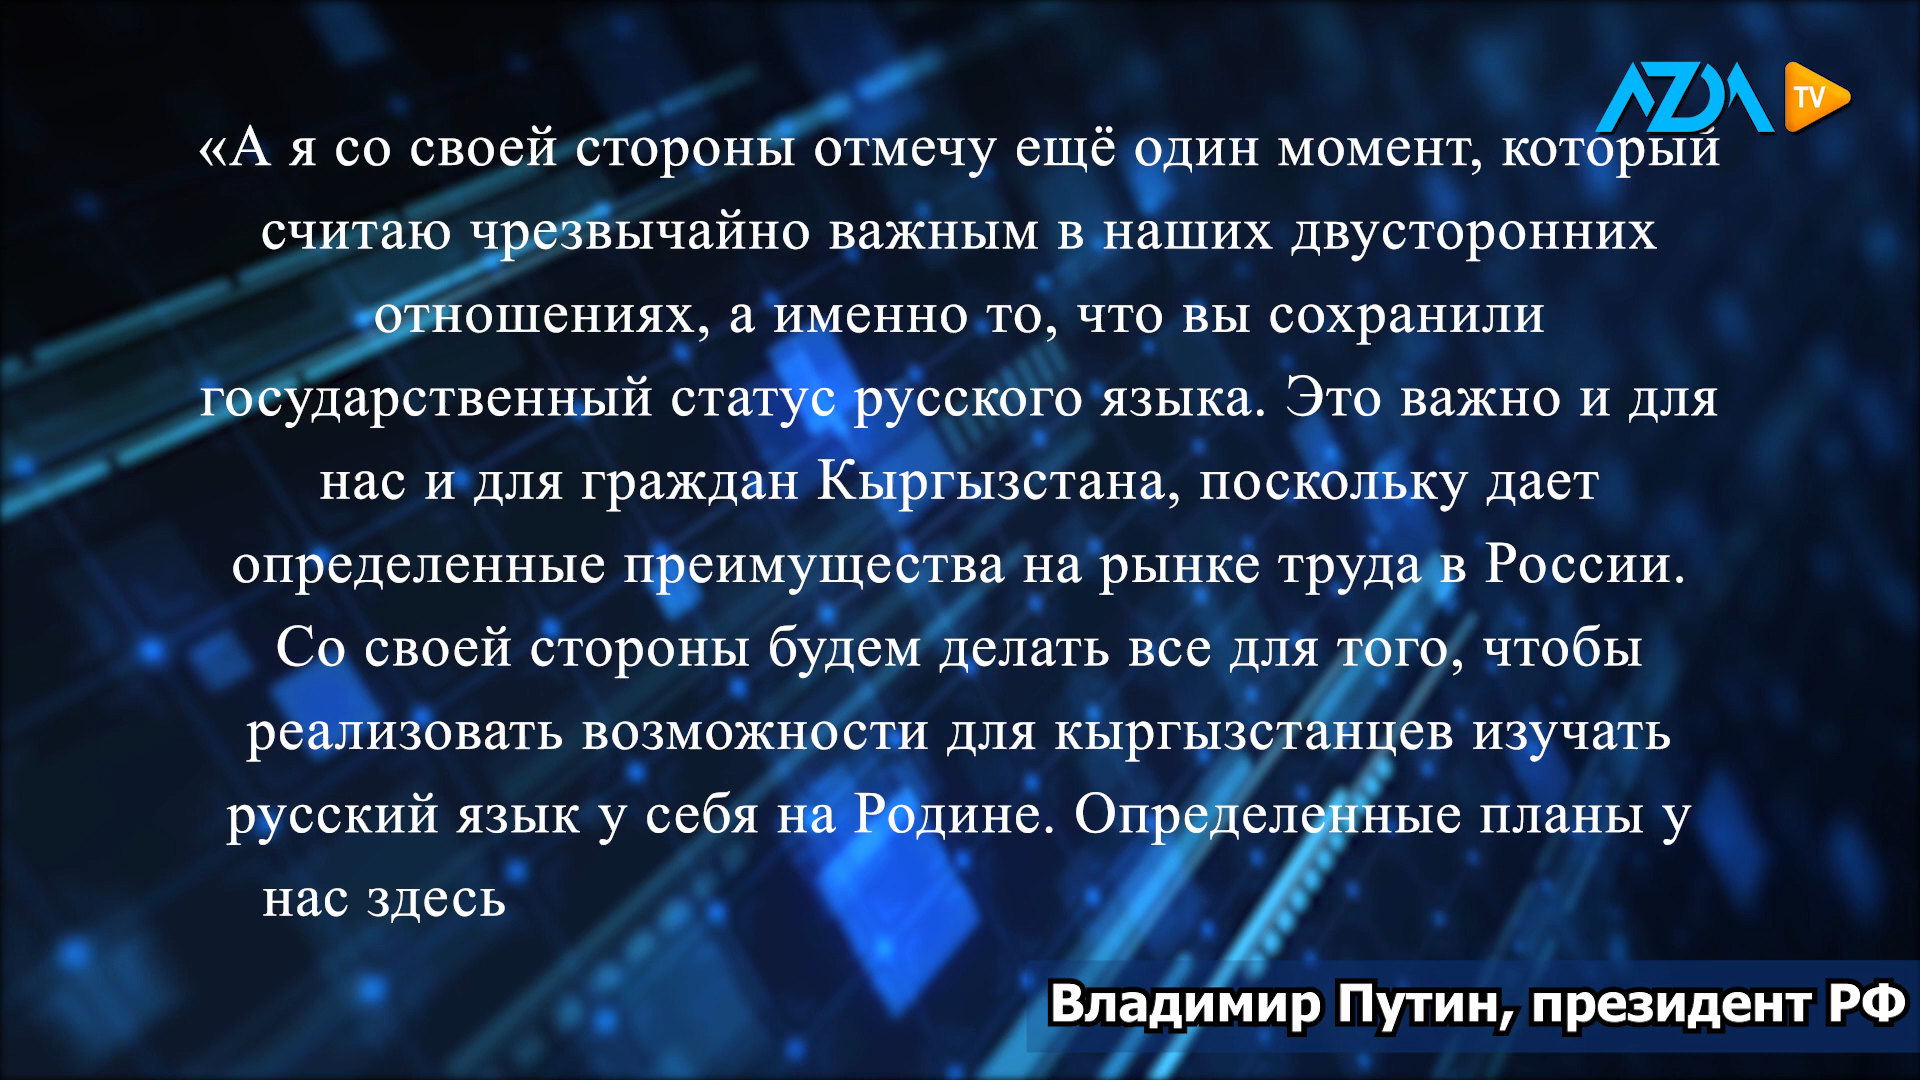 AZDA TV
«А я со своей стороны отмечу ещё один момент, который
считаю чрезвычайно важным в наших двусторонних
отношениях, а именно то, что вы сохранили
государственный статус русского языка. Это важно и для
нас и для граждан Кыргызстана, поскольку дает
определенные преимущества на рынке труда в России.
Со своей стороны будем делать все для того, чтобы
реализовать возможности для кыргызстанцев изучать
русский язык у себя на Родине. Определенные планы у
нас здесь
Владимир Путин, президент РФ